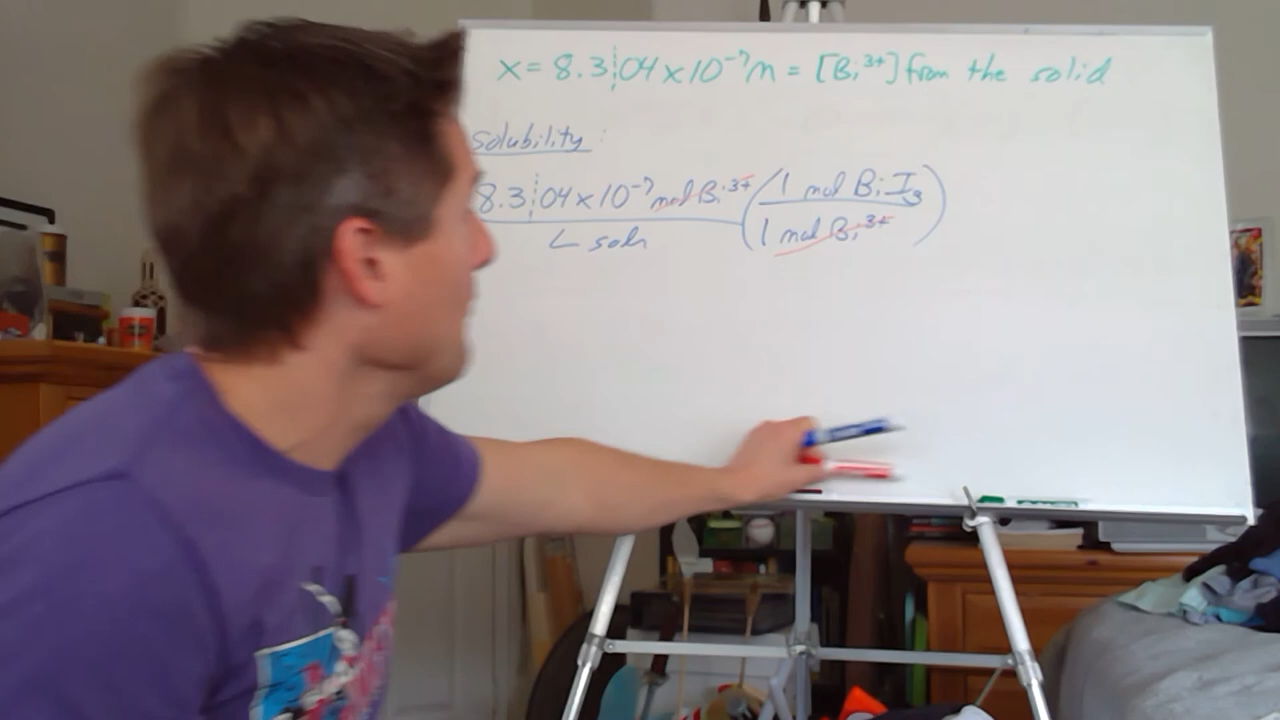 x = 8.3¦04 x 10⁻⁷ M = [Bi³⁺] from the solid
solubility :
8.3¦04 x 10⁻⁷ mol Bi³⁺ / L soln (1 mol BiI₃ / 1 mol Bi³⁺)